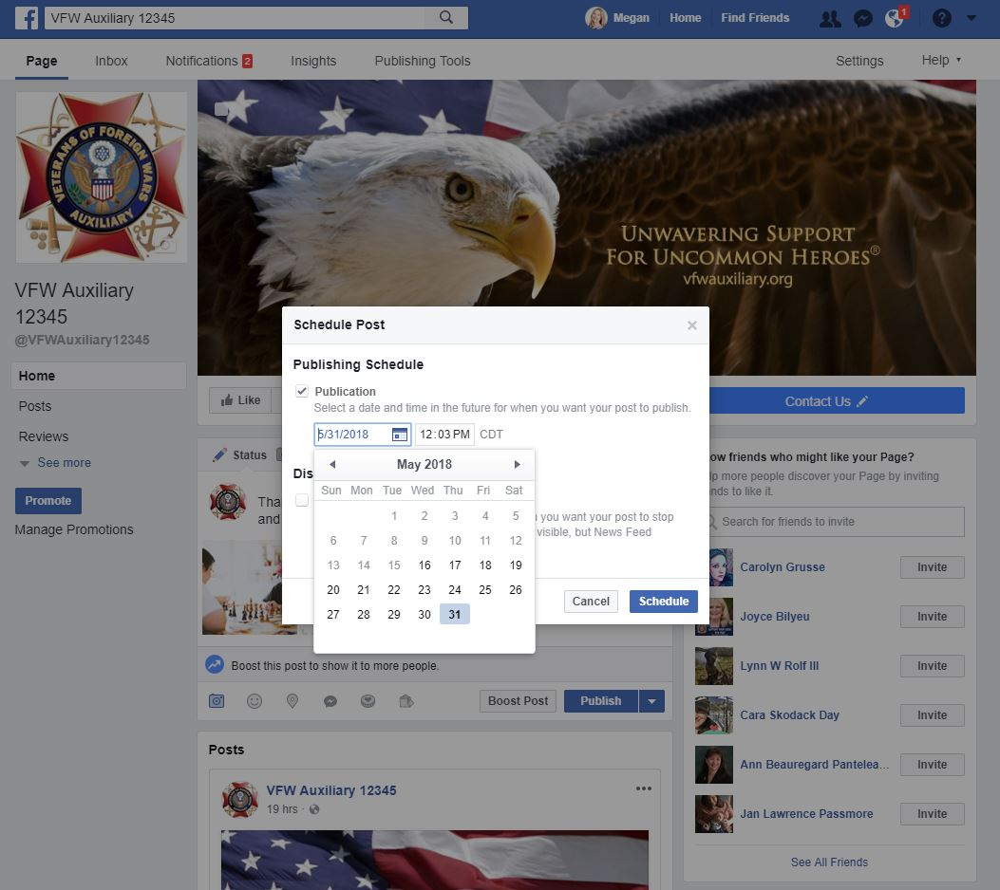 VFW Auxiliary 12345
Megan
Home
Find Friends
1
Page
Inbox
Notifications 2
Insights
Publishing Tools
Settings
Help
VETERANS OF FOREIGN WARS
AUXILIARY
VFW Auxiliary
12345
@VFWAuxiliary12345
Home
Posts
Reviews
See more
Promote
Manage Promotions
UNWAVERING SUPPORT
FOR UNCOMMON HEROES®
vfwauxiliary.org
Like
Contact Us
Status
Tha
and
Schedule Post
Publishing Schedule
Publication
Select a date and time in the future for when you want your post to publish.
5/31/2018
12:03 PM
CDT
May 2018
Sun Mon Tue Wed Thu Fri Sat
1 2 3 4 5
6 7 8 9 10 11 12
13 14 15 16 17 18 19
20 21 22 23 24 25 26
27 28 29 30 31
Dis
you want your post to stop
visible, but News Feed
Cancel
Schedule
Boost this post to show it to more people.
Boost Post
Publish
Posts
VFW Auxiliary 12345
19 hrs ·
ow friends who might like your Page?
lp more people discover your Page by inviting
nds to like it.
Search for friends to invite
Carolyn Grusse
Invite
Joyce Bilyeu
Invite
Lynn W Rolf III
Invite
Cara Skodack Day
Invite
Ann Beauregard Pantelea...
Invite
Jan Lawrence Passmore
Invite
See All Friends